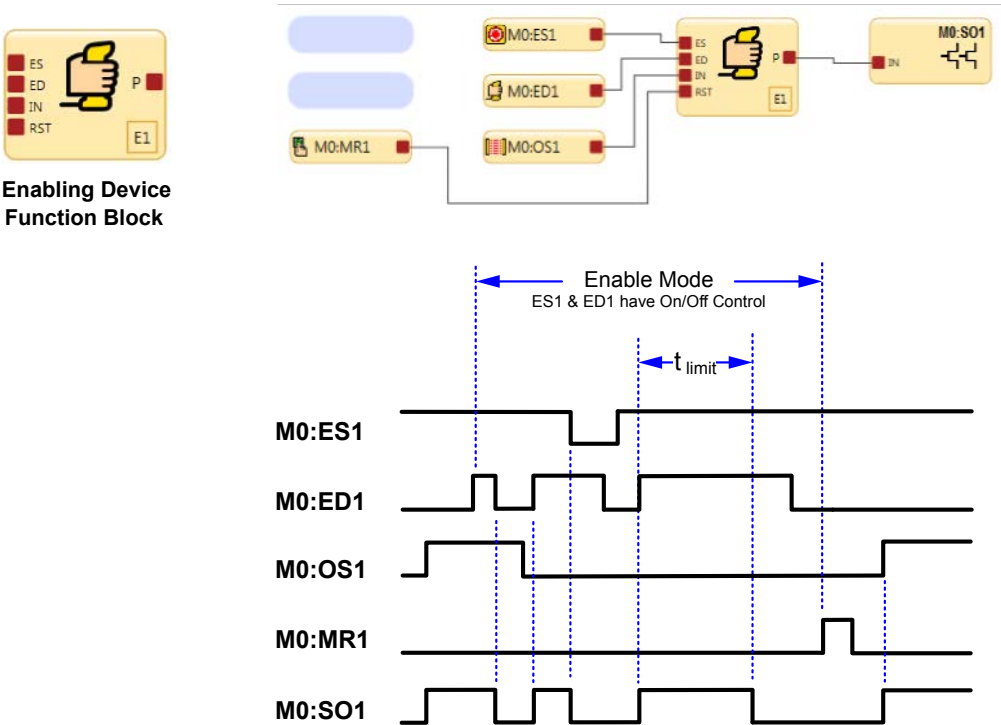 ES
ED
IN
RST
P
E1
Enabling Device
Function Block
M0:ES1
M0:ED1
M0:OS1
M0:MR1
ES
ED
IN
RST
P
E1
M0:SO1
IN
Enable Mode
ES1 & ED1 have On/Off Control
t limit
M0:ES1
M0:ED1
M0:OS1
M0:MR1
M0:SO1